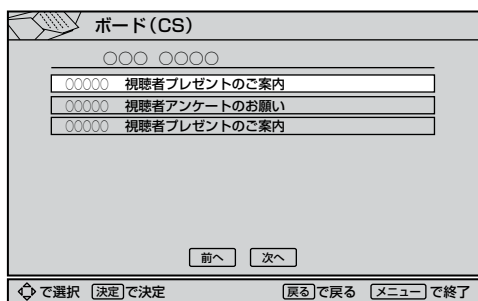 ボード(CS)
○○○ ○○○○
○○○○○ 視聴者プレゼントのご案内
○○○○○ 視聴者アンケートのお願い
○○○○○ 視聴者プレゼントのご案内
前へ 次へ
で選択 決定で決定 戻るで戻る メニューで終了